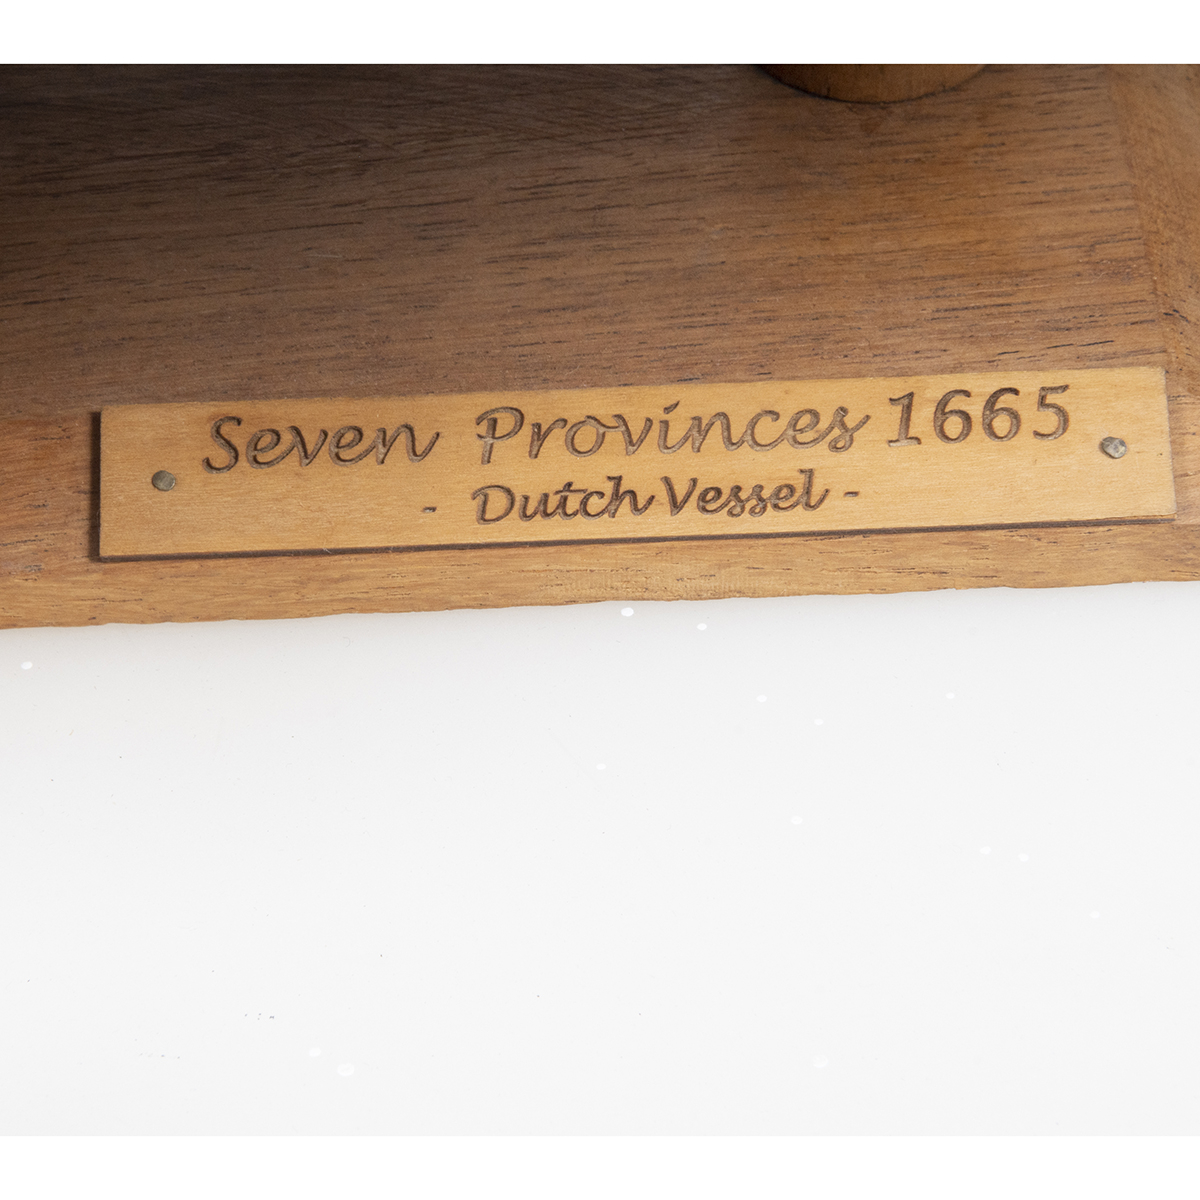 Seven Provinces 1665
- Dutch Vessel -